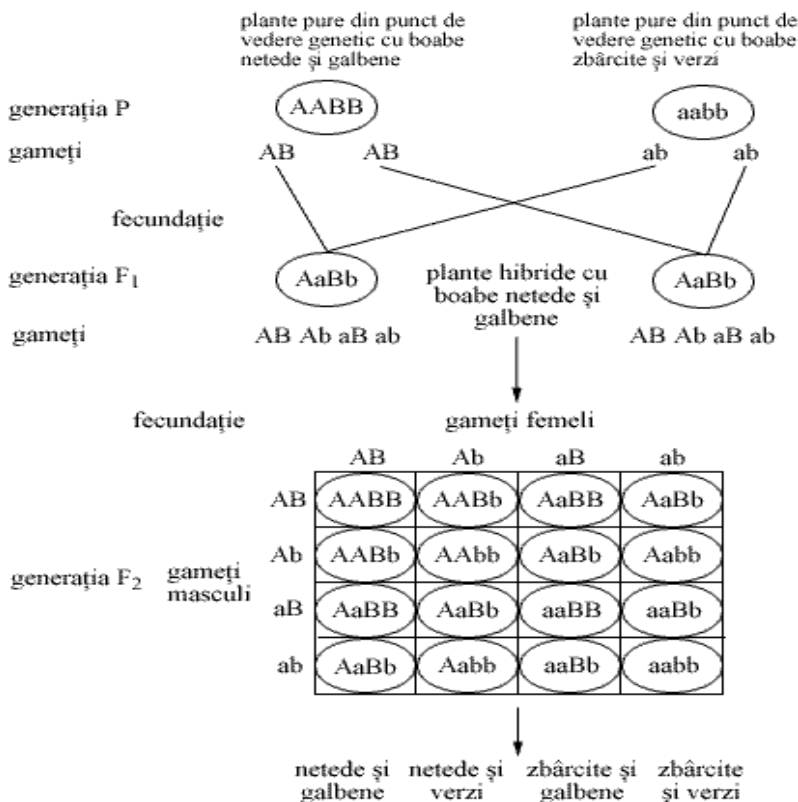 plante pure din punct de
vedere genetic cu boabe
netede și galbene
plante pure din punct de
vedere genetic cu boabe
zbârcite și verzi
generația P
AABB
aabb
gameți
AB AB ab ab
fecundație
generația F1
AaBb
plante hibride cu
boabe netede și
galbene
AaBb
gameți
AB Ab aB ab
AB Ab aB ab
fecundație
gameți femeli
AB Ab aB ab
AB AABB AABb AaBB AaBb
Ab AABb AAbb AaBb Aabb
generația F2
gameți
masculi
aB AaBB AaBb aaBB aaBb
ab AaBb Aabb aaBb aabb
netede și
galbene
netede și
verzi
zbârcite și
galbene
zbârcite
și verzi